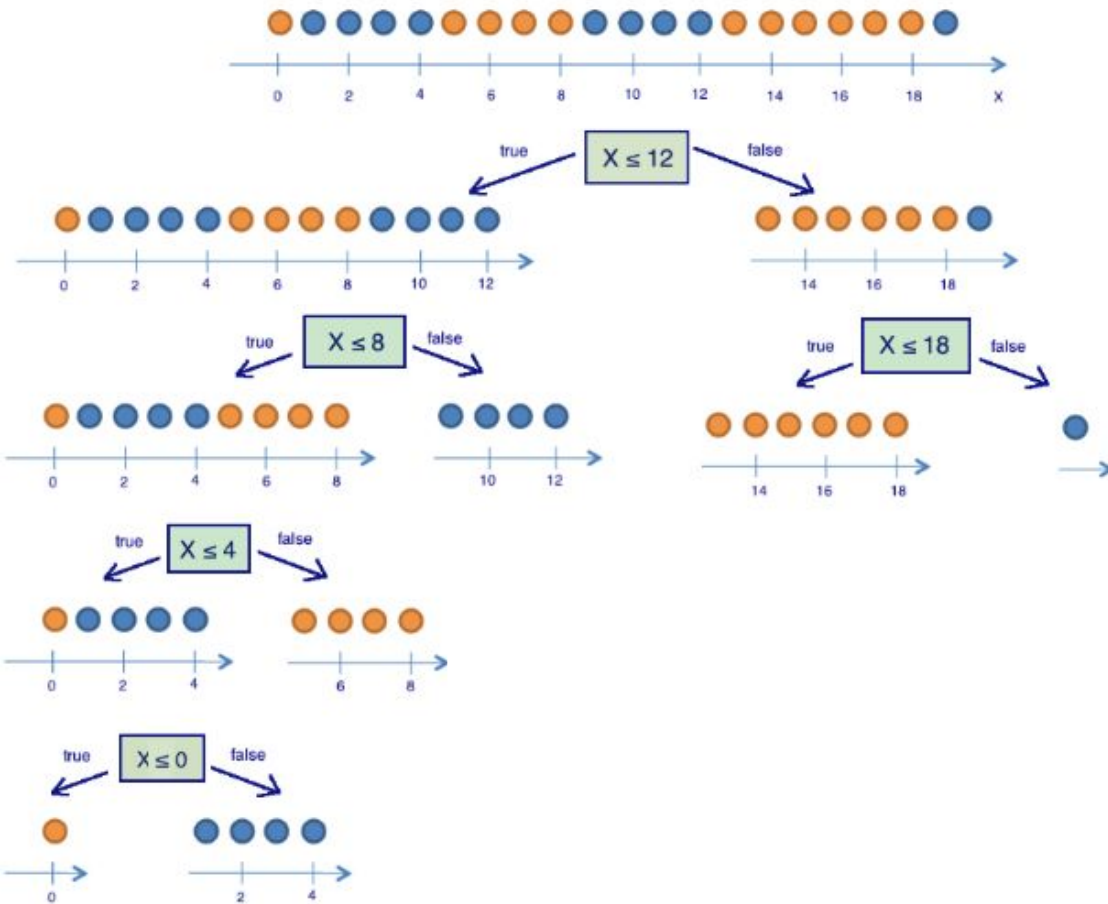 0 2 4 6 8 10 12 14 16 18 X
true X ≤ 12 false
0 2 4 6 8 10 12
14 16 18
true X ≤ 8 false
true X ≤ 18 false
0 2 4 6 8
10 12
14 16 18
true X ≤ 4 false
0 2 4
6 8
true X ≤ 0 false
0
2 4